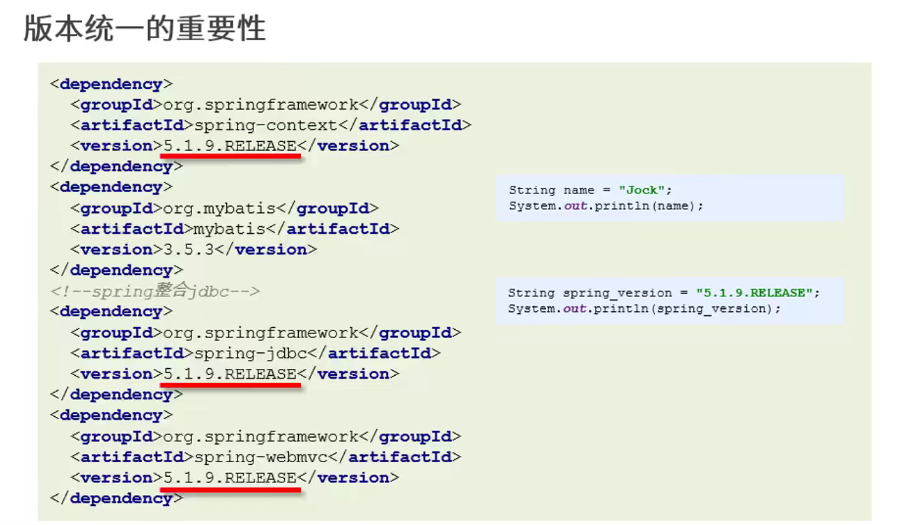 版本统一的重要性
<dependency>
<groupId>org.springframework</groupId>
<artifactId>spring-context</artifactId>
<version>5.1.9.RELEASE</version>
</dependency>
<dependency>
<groupId>org.mybatis</groupId>
<artifactId>mybatis</artifactId>
<version>3.5.3</version>
</dependency>
<!--spring整合jdbc-->
<dependency>
<groupId>org.springframework</groupId>
<artifactId>spring-jdbc</artifactId>
<version>5.1.9.RELEASE</version>
</dependency>
<dependency>
<groupId>org.springframework</groupId>
<artifactId>spring-webmvc</artifactId>
<version>5.1.9.RELEASE</version>
</dependency>
String name = "Jock";
System.out.println(name);
String spring_version = "5.1.9.RELEASE";
System.out.println(spring_version);